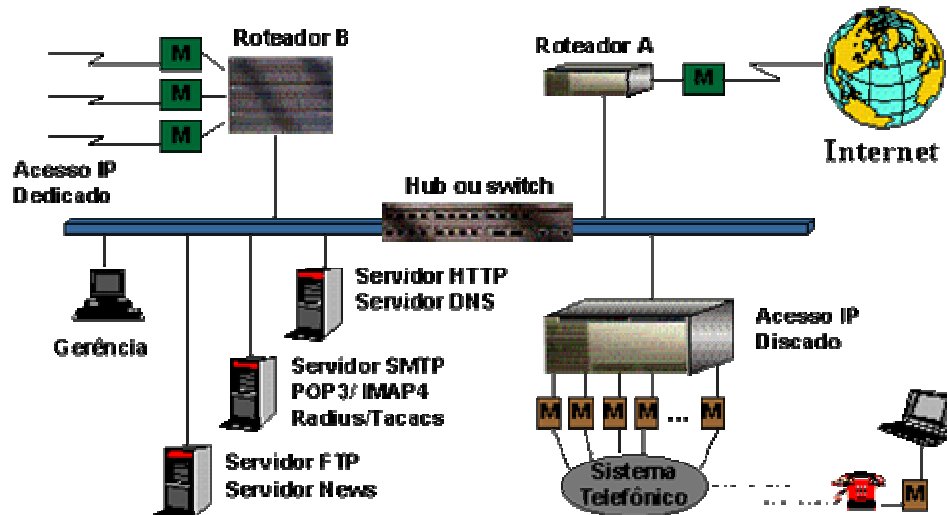 Roteador B
Roteador A
M
M
M
M
Internet
Acesso IP
Dedicado
Hub ou switch
Gerência
Servidor HTTP
Servidor DNS
Servidor SMTP
POP3/ IMAP4
Radius/Tacacs
Servidor FTP
Servidor News
Acesso IP
Discado
M M M M ... M
Sistema
Telefônico
M